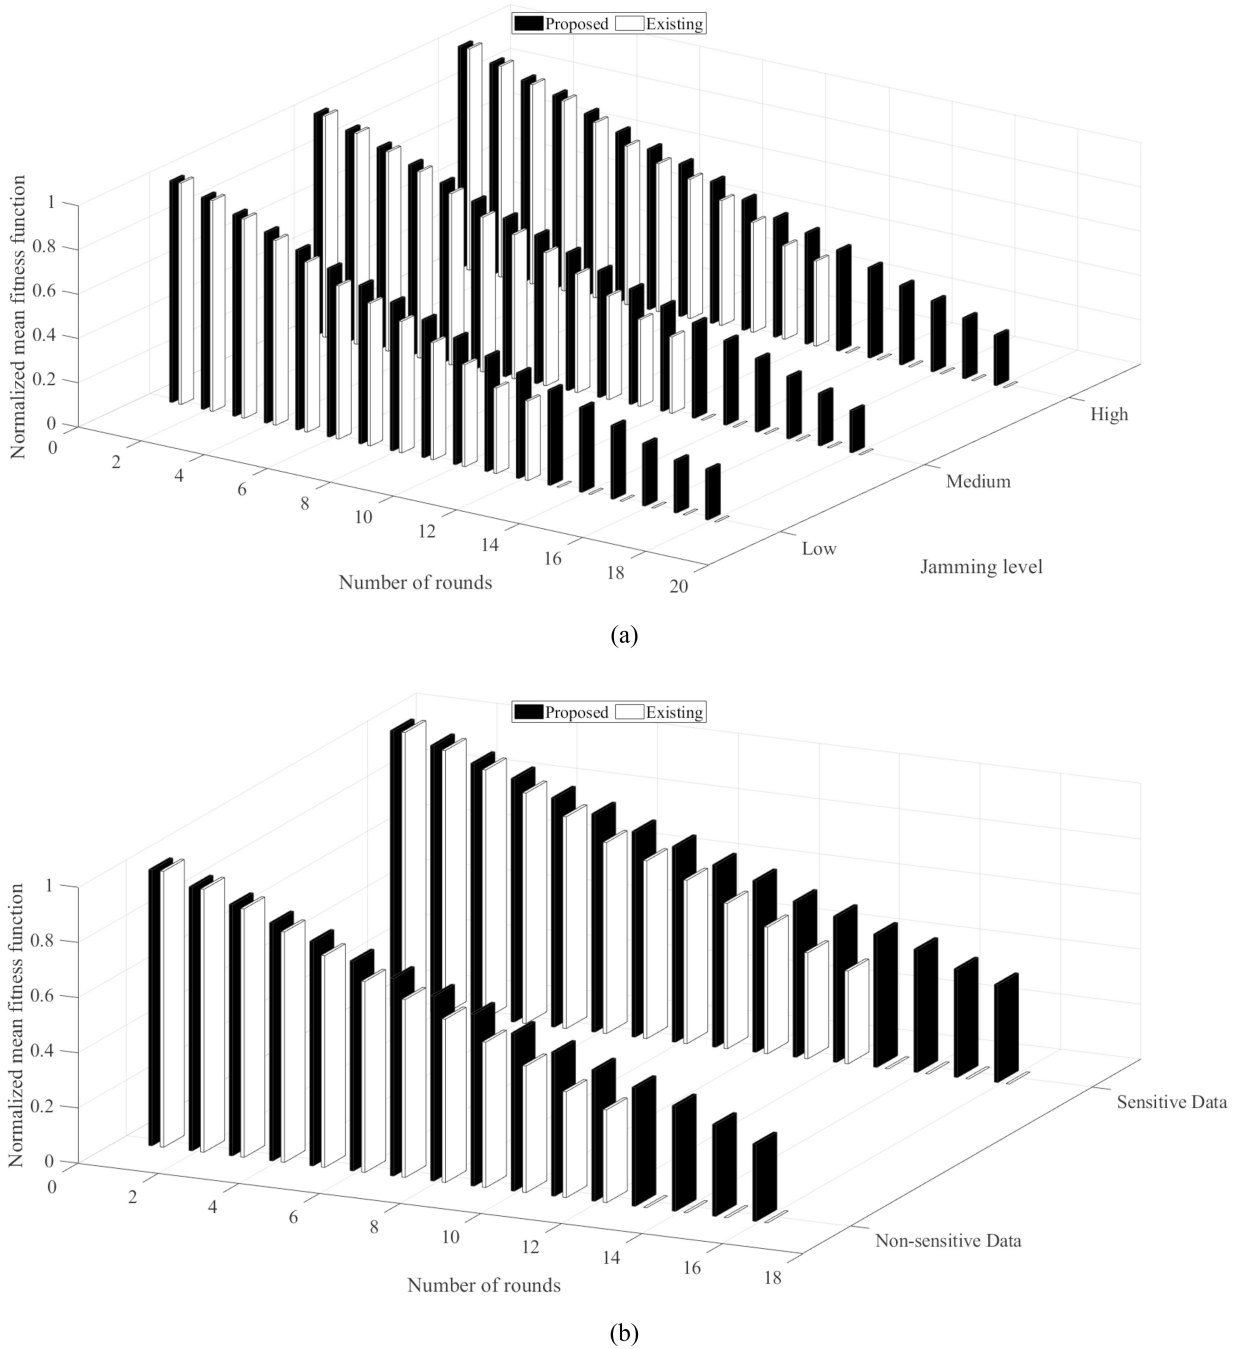 Proposed Existing
Normalized mean fitness function
1
0.8
0.6
0.4
0.2
0
0
2
4
6
8
10
12
14
16
18
20
Number of rounds
Low
Medium
High
Jamming level
(a)
Proposed Existing
Normalized mean fitness function
1
0.8
0.6
0.4
0.2
0
0
2
4
6
8
10
12
14
16
18
Number of rounds
Non-sensitive Data
Sensitive Data
(b)